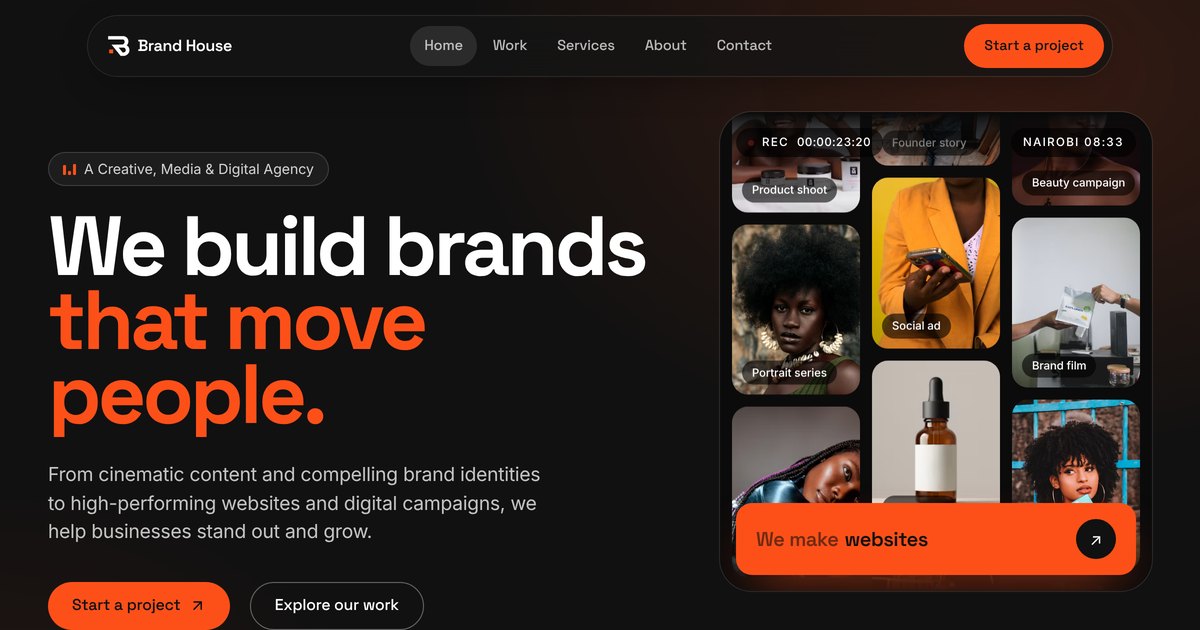 Brand House
Home
Work
Services
About
Contact
Start a project
A Creative, Media & Digital Agency
We build brands
that move
people.
From cinematic content and compelling brand identities
to high-performing websites and digital campaigns, we
help businesses stand out and grow.
Start a project
Explore our work
REC 00:00:23:20
Founder story
NAIROBI 08:33
Product shoot
Beauty campaign
Social ad
Portrait series
Brand film
We make websites